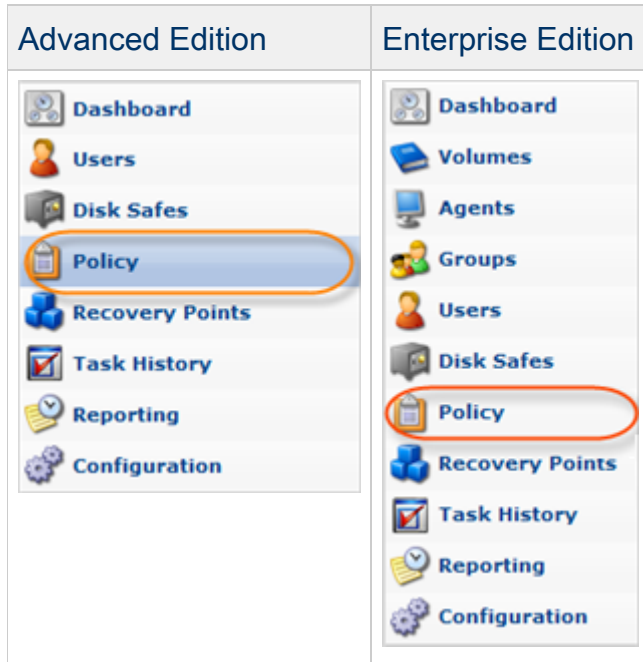 Advanced Edition
Enterprise Edition
Dashboard
Users
Disk Safes
Policy
Recovery Points
Task History
Reporting
Configuration
Dashboard
Volumes
Agents
Groups
Users
Disk Safes
Policy
Recovery Points
Task History
Reporting
Configuration